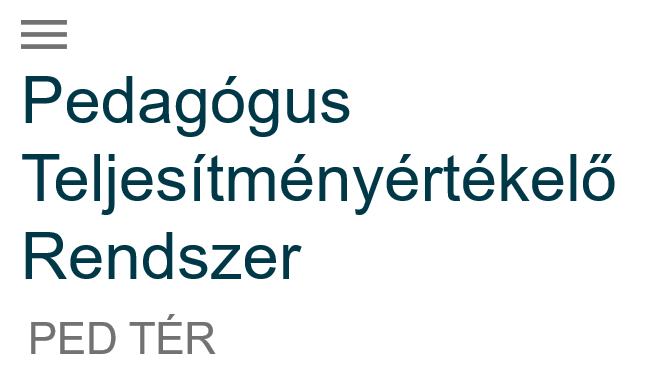 Pedagógus
Teljesítményértékelő
Rendszer
PED TÉR